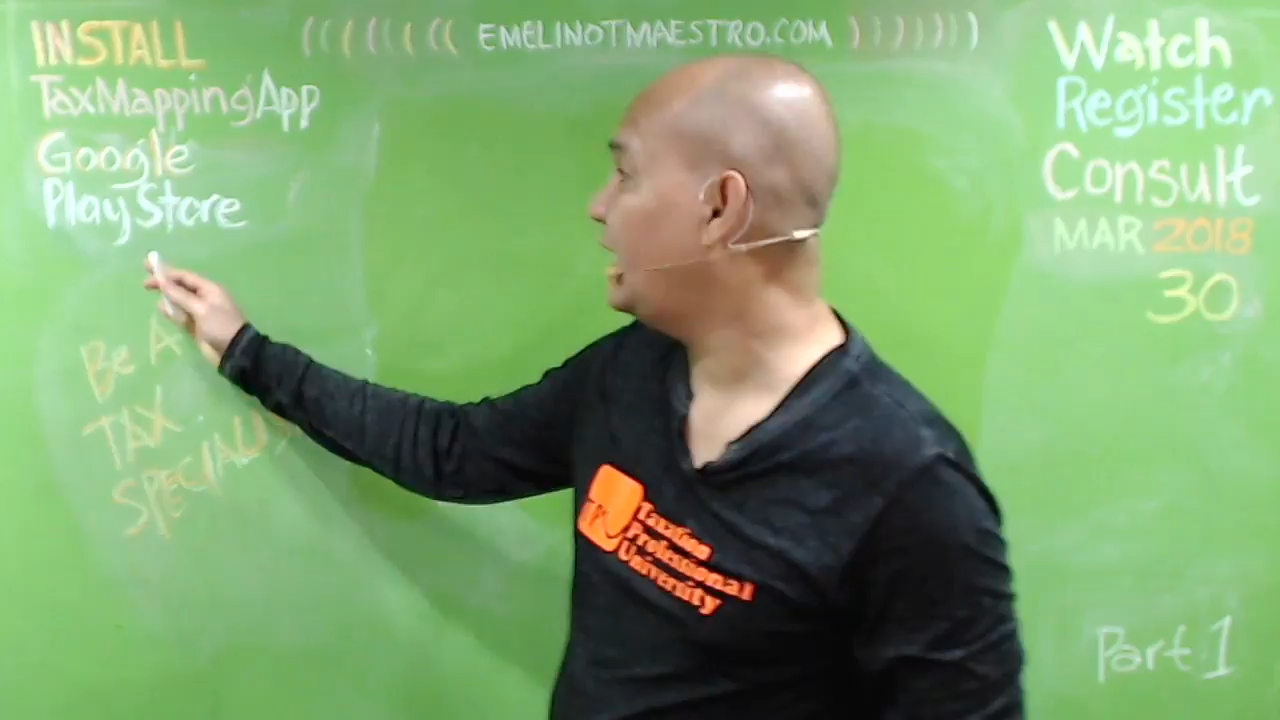 INSTALL
TaxMappingApp
Google
PlayStore
Be A
TAX
SPECIALIS
((((((( EMELINOTMAESTRO.COM )))))))
Watch
Register
Consult
MAR 2018
30
Taxation
Professional
University
Part 1